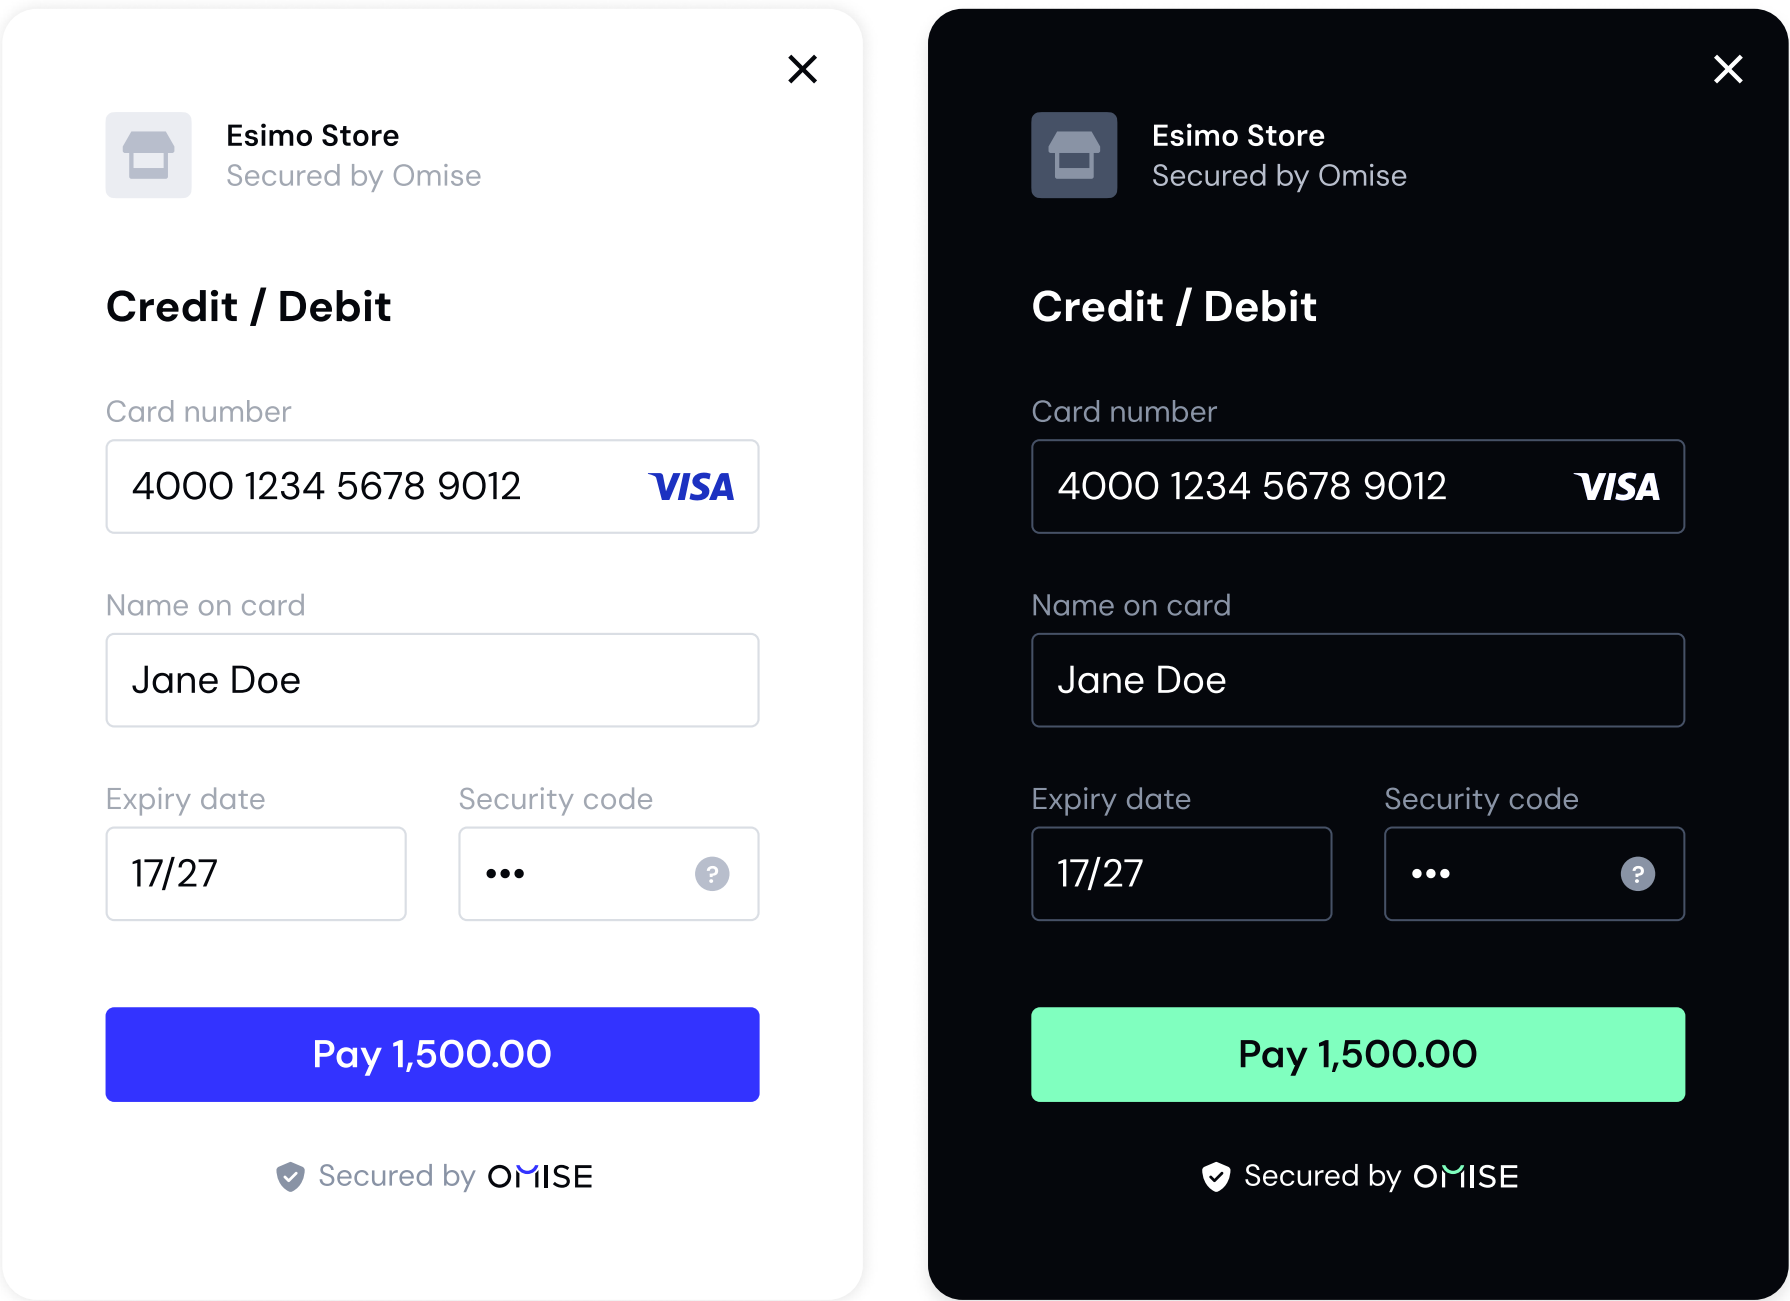 Esimo Store
Secured by Omise
Credit / Debit
Card number
4000 1234 5678 9012 VISA
Name on card
Jane Doe
Expiry date Security code
17/27 ••• ?
Pay 1,500.00
Secured by OMISE
Esimo Store
Secured by Omise
Credit / Debit
Card number
4000 1234 5678 9012 VISA
Name on card
Jane Doe
Expiry date Security code
17/27 ••• ?
Pay 1,500.00
Secured by OMISE